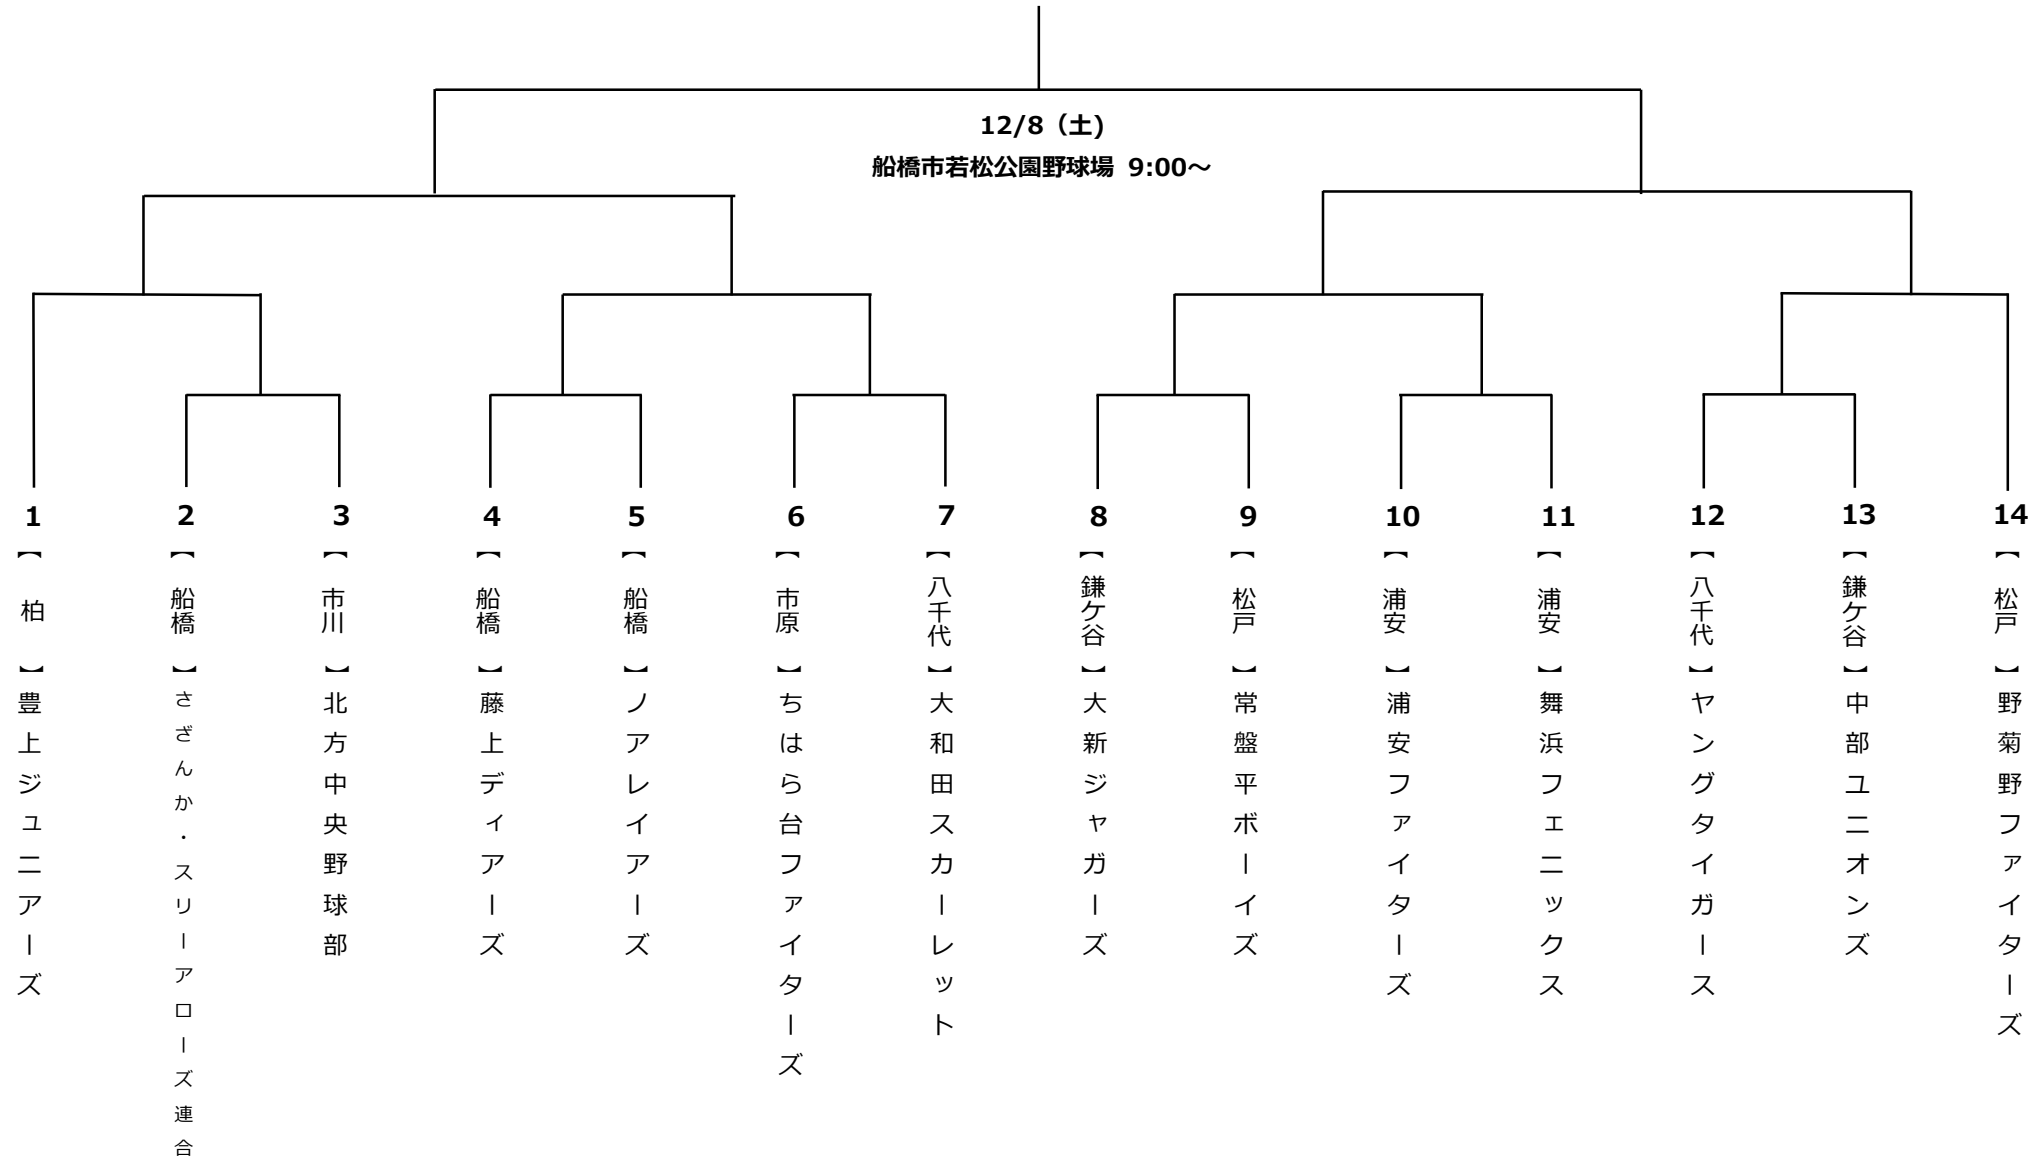 12/8（土)
船橋市若松公園野球場 9:00～
1
【 柏 】豊上ジュニアーズ
2
【 船橋 】さざんか・スリーアローズ連合
3
【 市川 】北方中央野球部
4
【 船橋 】藤上ディアーズ
5
【 船橋 】ノアレイアーズ
6
【 市原 】ちはら台ファイターズ
7
【八千代】大和田スカーレット
8
【鎌ケ谷】大新ジャガーズ
9
【 松戸 】常盤平ボーイズ
10
【 浦安 】浦安ファイターズ
11
【 浦安 】舞浜フェニックス
12
【八千代】ヤングタイガース
13
【鎌ケ谷】中部ユニオンズ
14
【 松戸 】野菊野ファイターズ